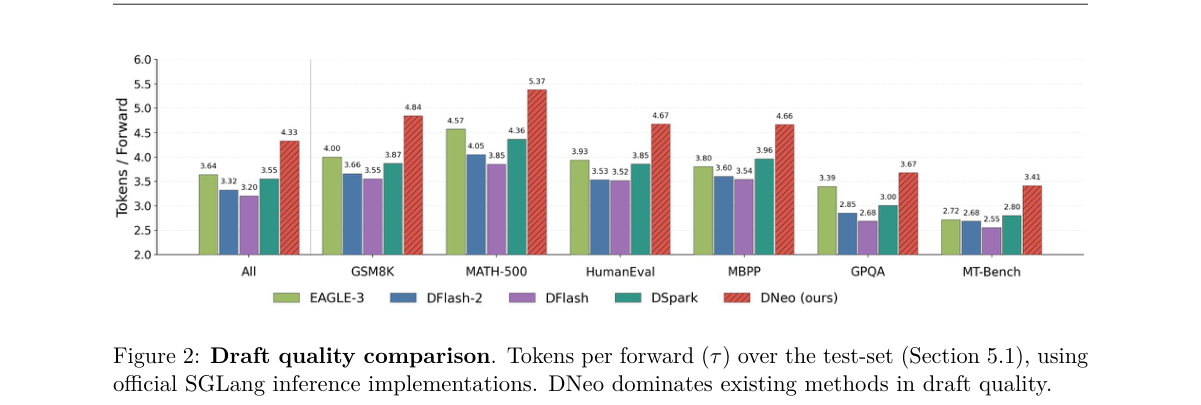 6.0
5.5
5.0
4.5
4.0
3.5
3.0
2.5
2.0
Tokens / Forward
3.64 3.32 3.20 3.55 4.33
4.00 3.66 3.55 3.87 4.84
4.57 4.05 3.85 4.36 5.37
3.93 3.53 3.52 3.85 4.67
3.80 3.60 3.54 3.96 4.66
3.39 2.85 2.68 3.00 3.67
2.72 2.68 2.55 2.80 3.41
All GSM8K MATH-500 HumanEval MBPP GPQA MT-Bench
EAGLE-3 DFlash-2 DFlash DSpark DNeo (ours)
Figure 2: Draft quality comparison. Tokens per forward (τ) over the test-set (Section 5.1), using
official SGLang inference implementations. DNeo dominates existing methods in draft quality.